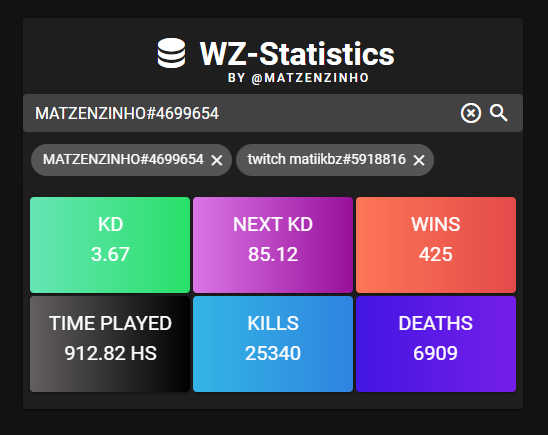 WZ-Statistics
BY @MATZENZINHO
MATZENZINHO#4699654
MATZENZINHO#4699654 twitch matiikbz#5918816
KD
3.67
NEXT KD
85.12
WINS
425
TIME PLAYED
912.82 HS
KILLS
25340
DEATHS
6909